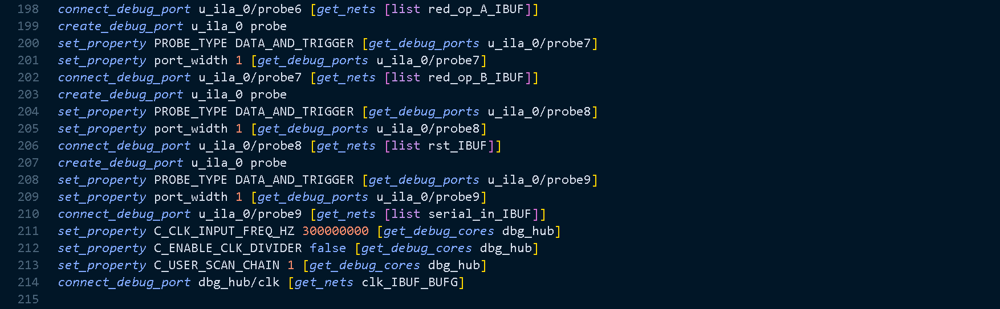 198 connect_debug_port u_ila_0/probe6 [get_nets [list red_op_A_IBUF]]
199 create_debug_port u_ila_0 probe
200 set_property PROBE_TYPE DATA_AND_TRIGGER [get_debug_ports u_ila_0/probe7]
201 set_property port_width 1 [get_debug_ports u_ila_0/probe7]
202 connect_debug_port u_ila_0/probe7 [get_nets [list red_op_B_IBUF]]
203 create_debug_port u_ila_0 probe
204 set_property PROBE_TYPE DATA_AND_TRIGGER [get_debug_ports u_ila_0/probe8]
205 set_property port_width 1 [get_debug_ports u_ila_0/probe8]
206 connect_debug_port u_ila_0/probe8 [get_nets [list rst_IBUF]]
207 create_debug_port u_ila_0 probe
208 set_property PROBE_TYPE DATA_AND_TRIGGER [get_debug_ports u_ila_0/probe9]
209 set_property port_width 1 [get_debug_ports u_ila_0/probe9]
210 connect_debug_port u_ila_0/probe9 [get_nets [list serial_in_IBUF]]
211 set_property C_CLK_INPUT_FREQ_HZ 300000000 [get_debug_cores dbg_hub]
212 set_property C_ENABLE_CLK_DIVIDER false [get_debug_cores dbg_hub]
213 set_property C_USER_SCAN_CHAIN 1 [get_debug_cores dbg_hub]
214 connect_debug_port dbg_hub/clk [get_nets clk_IBUF_BUFG]
215